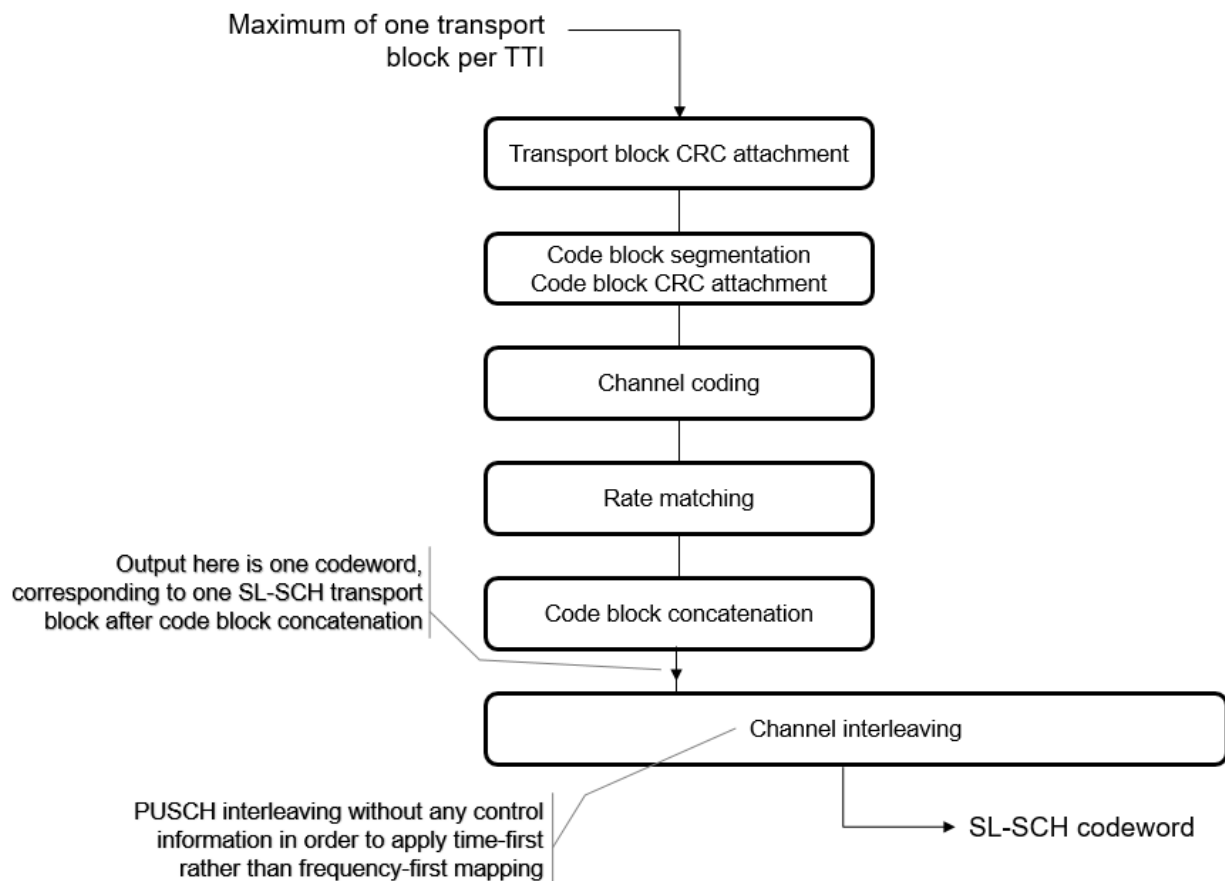 Maximum of one transport
block per TTI
Transport block CRC attachment
Code block segmentation
Code block CRC attachment
Channel coding
Rate matching
Output here is one codeword,
corresponding to one SL-SCH transport
block after code block concatenation
Code block concatenation
Channel interleaving
PUSCH interleaving without any control
information in order to apply time-first
rather than frequency-first mapping
SL-SCH codeword